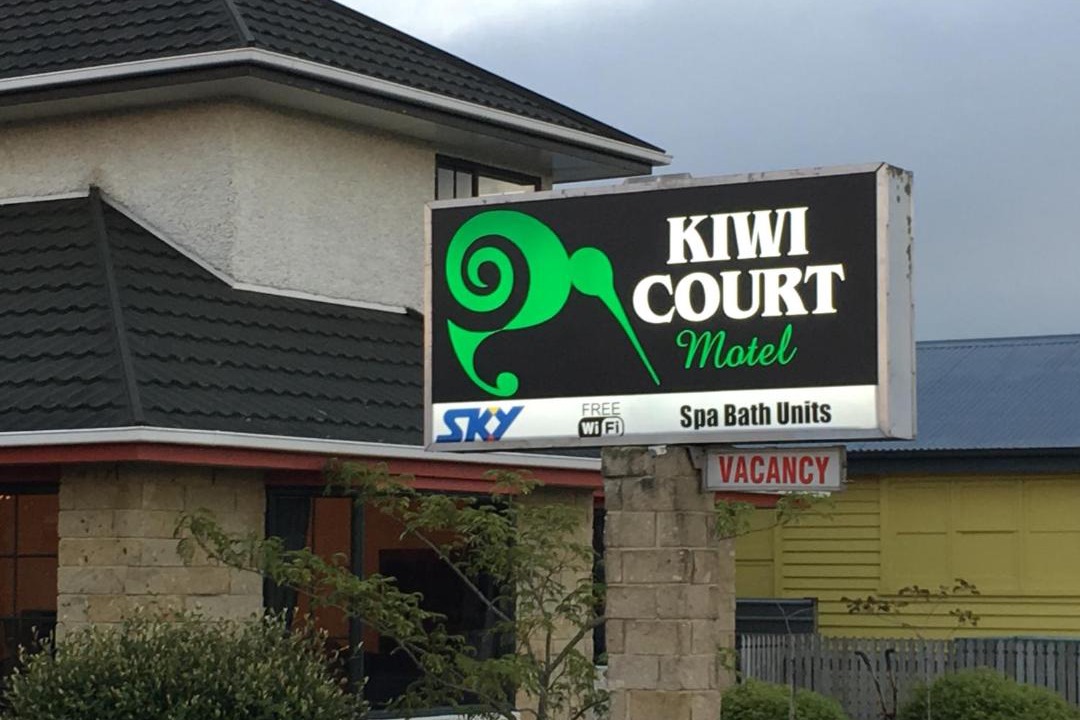 KIWI
COURT
Motel
SKY
FREE
WiFi
Spa Bath Units
VACANCY